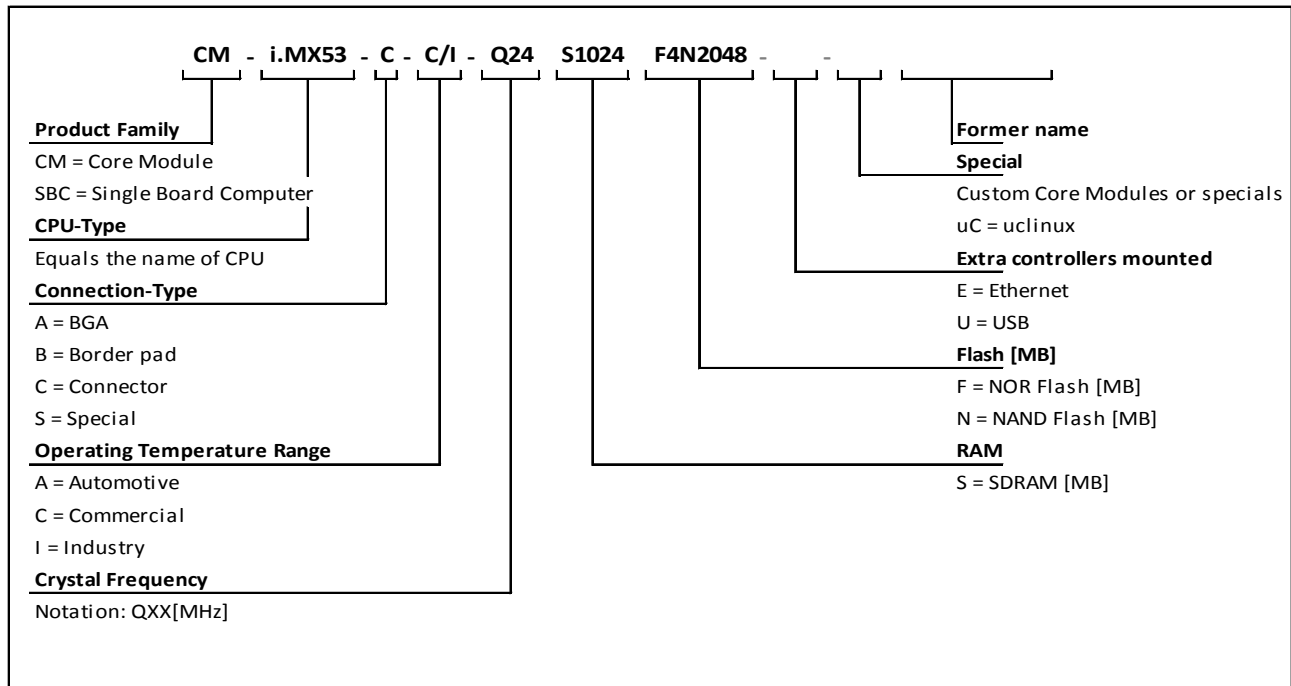 CM - i.MX53 - C - C/I - Q24 S1024 F4N2048 - -
Product Family
CM = Core Module
SBC = Single Board Computer
CPU-Type
Equals the name of CPU
Connection-Type
A = BGA
B = Border pad
C = Connector
S = Special
Operating Temperature Range
A = Automotive
C = Commercial
I = Industry
Crystal Frequency
Notation: QXX[MHz]
Former name
Special
Custom Core Modules or specials
uC = uclinux
Extra controllers mounted
E = Ethernet
U = USB
Flash [MB]
F = NOR Flash [MB]
N = NAND Flash [MB]
RAM
S = SDRAM [MB]